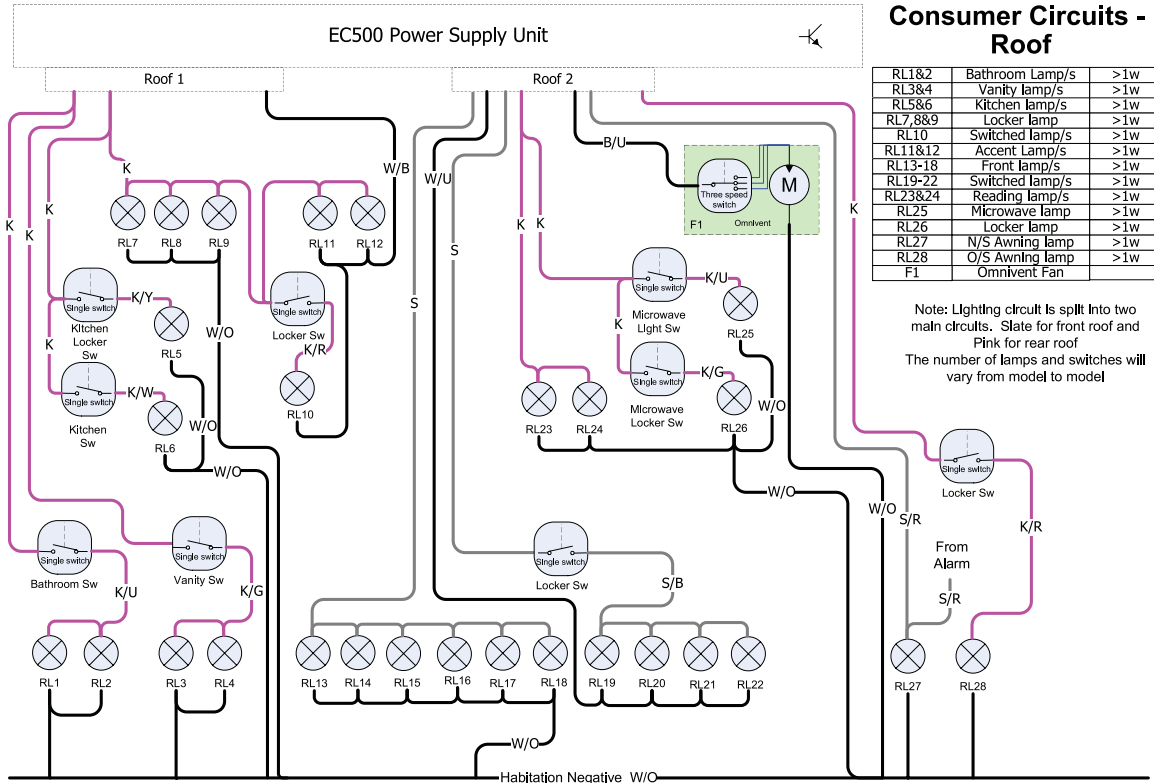 EC500 Power Supply Unit
Consumer Circuits -
Roof
Roof 1
Roof 2
RL1&2 Bathroom Lamp/s >1w
RL3&4 Vanity lamp/s >1w
RL5&6 Kitchen lamp/s >1w
RL7,8&9 Locker lamp >1w
RL10 Switched lamp/s >1w
RL11&12 Accent Lamp/s >1w
RL13-18 Front lamp/s >1w
RL19-22 Switched lamp/s >1w
RL23&24 Reading lamp/s >1w
RL25 Microwave lamp >1w
RL26 Locker lamp >1w
RL27 N/S Awning lamp >1w
RL28 O/S Awning lamp >1w
F1 Omnivent Fan
Note: Lighting circuit is split into two
main circuits. Slate for front roof and
Pink for rear roof
The number of lamps and switches will
vary from model to model
B/U
K
W/B
W/U
Three speed
switch
M
F1 Omnivent
K
K
K
K
K
K
K
RL7 RL8 RL9
RL11 RL12
S
S
Single switch
K/Y
Kitchen
Locker
Sw
RL5
W/O
Single switch
Locker Sw
K/R
RL10
Single switch
K/U
Microwave
Light Sw
RL25
K
K
Single switch
K/W
Kitchen
Sw
RL6
W/O
W/O
Single switch
K/G
Microwave
Locker Sw
RL26
W/O
RL23 RL24
W/O
W/O
S/R
Single switch
Locker Sw
K/R
Single switch
Bathroom Sw
K/U
Single switch
Vanity Sw
K/G
Single switch
Locker Sw
S/B
From
Alarm
S/R
RL1 RL2
RL3 RL4
RL13 RL14 RL15 RL16 RL17 RL18
RL19 RL20 RL21 RL22
RL27
RL28
W/O
Habitation Negative W/O